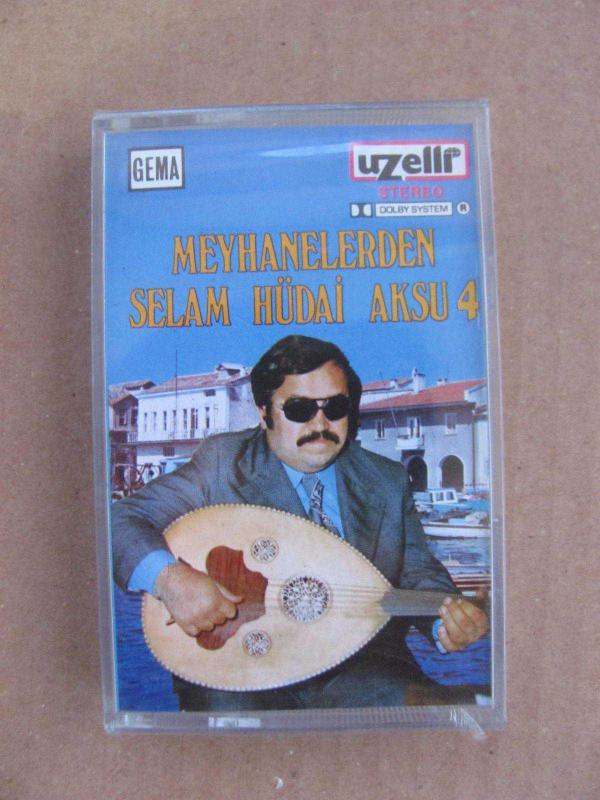 GEMA
uzelli
STEREO
DOLBY SYSTEM ®
MEYHANELERDEN
SELAM HÜDAİ AKSU 4